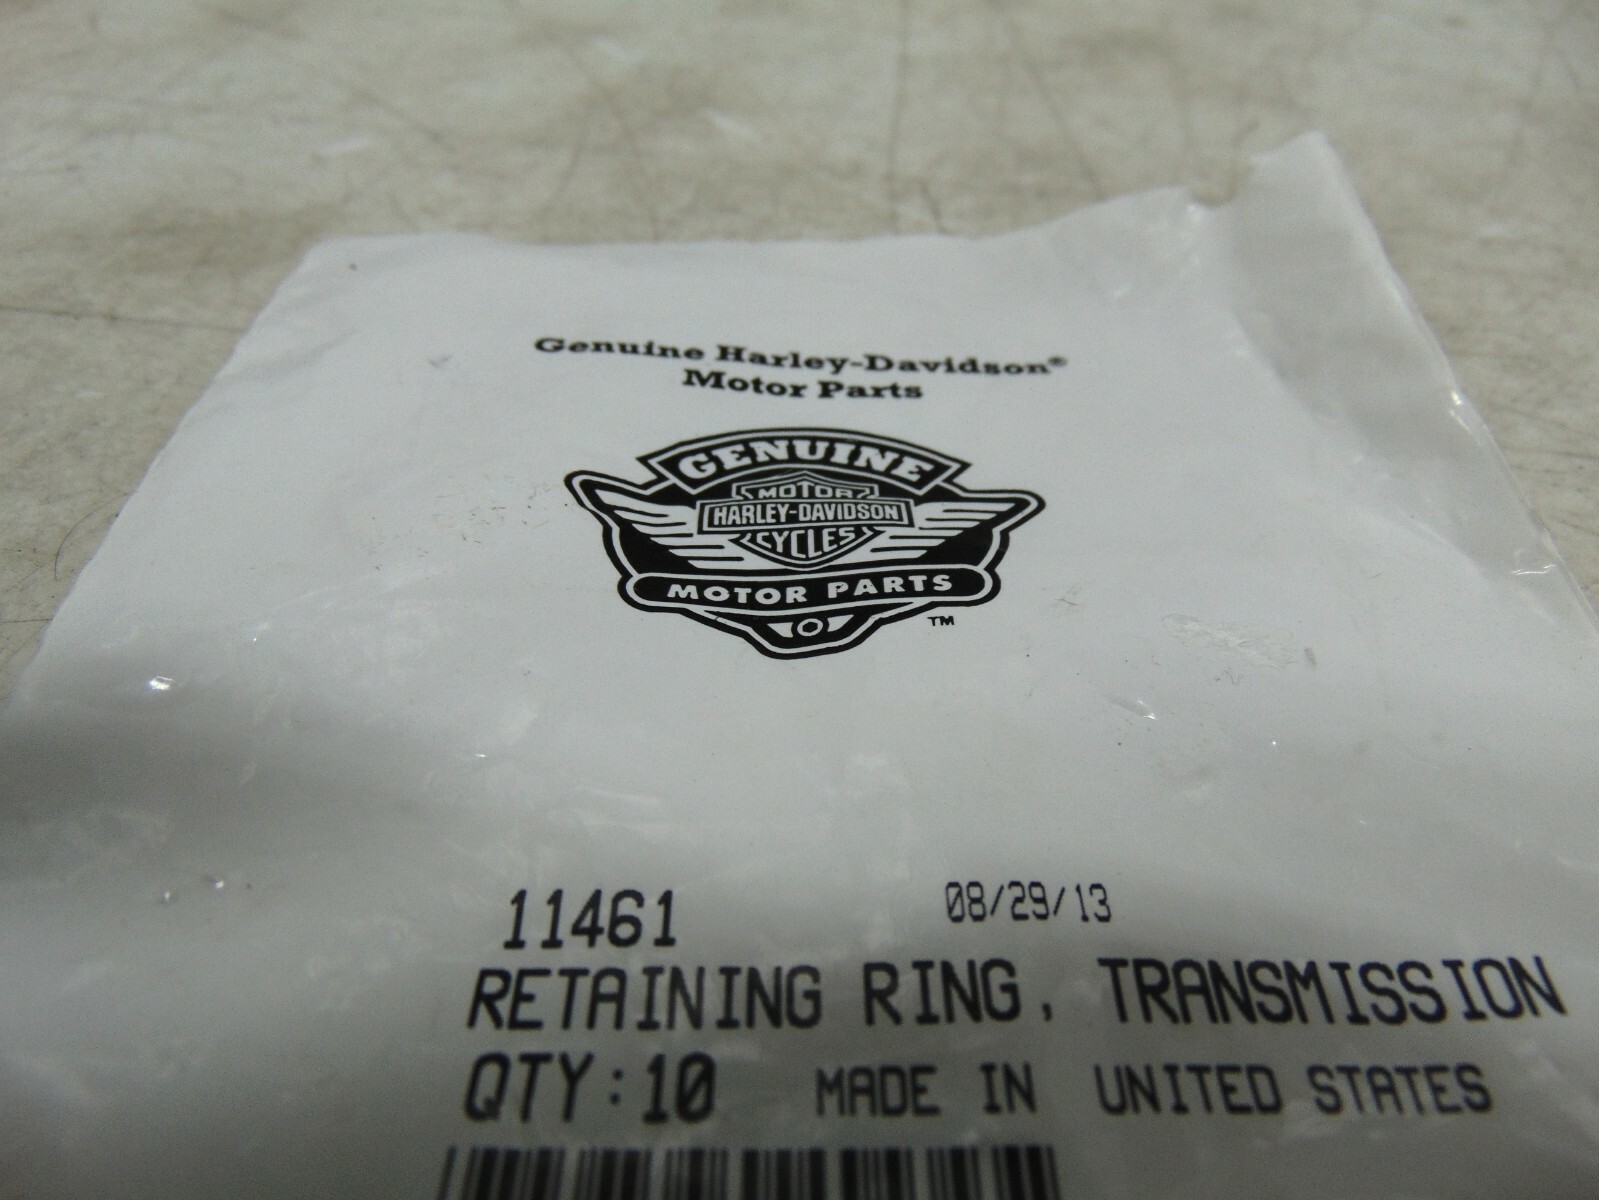 Genuine Harley-Davidson®
Motor Parts
GENUINE
MOTOR
HARLEY-DAVIDSON
CYCLES
MOTOR PARTS
TM
11461 08/29/13
RETAINING RING, TRANSMISSION
QTY:10 MADE IN UNITED STATES